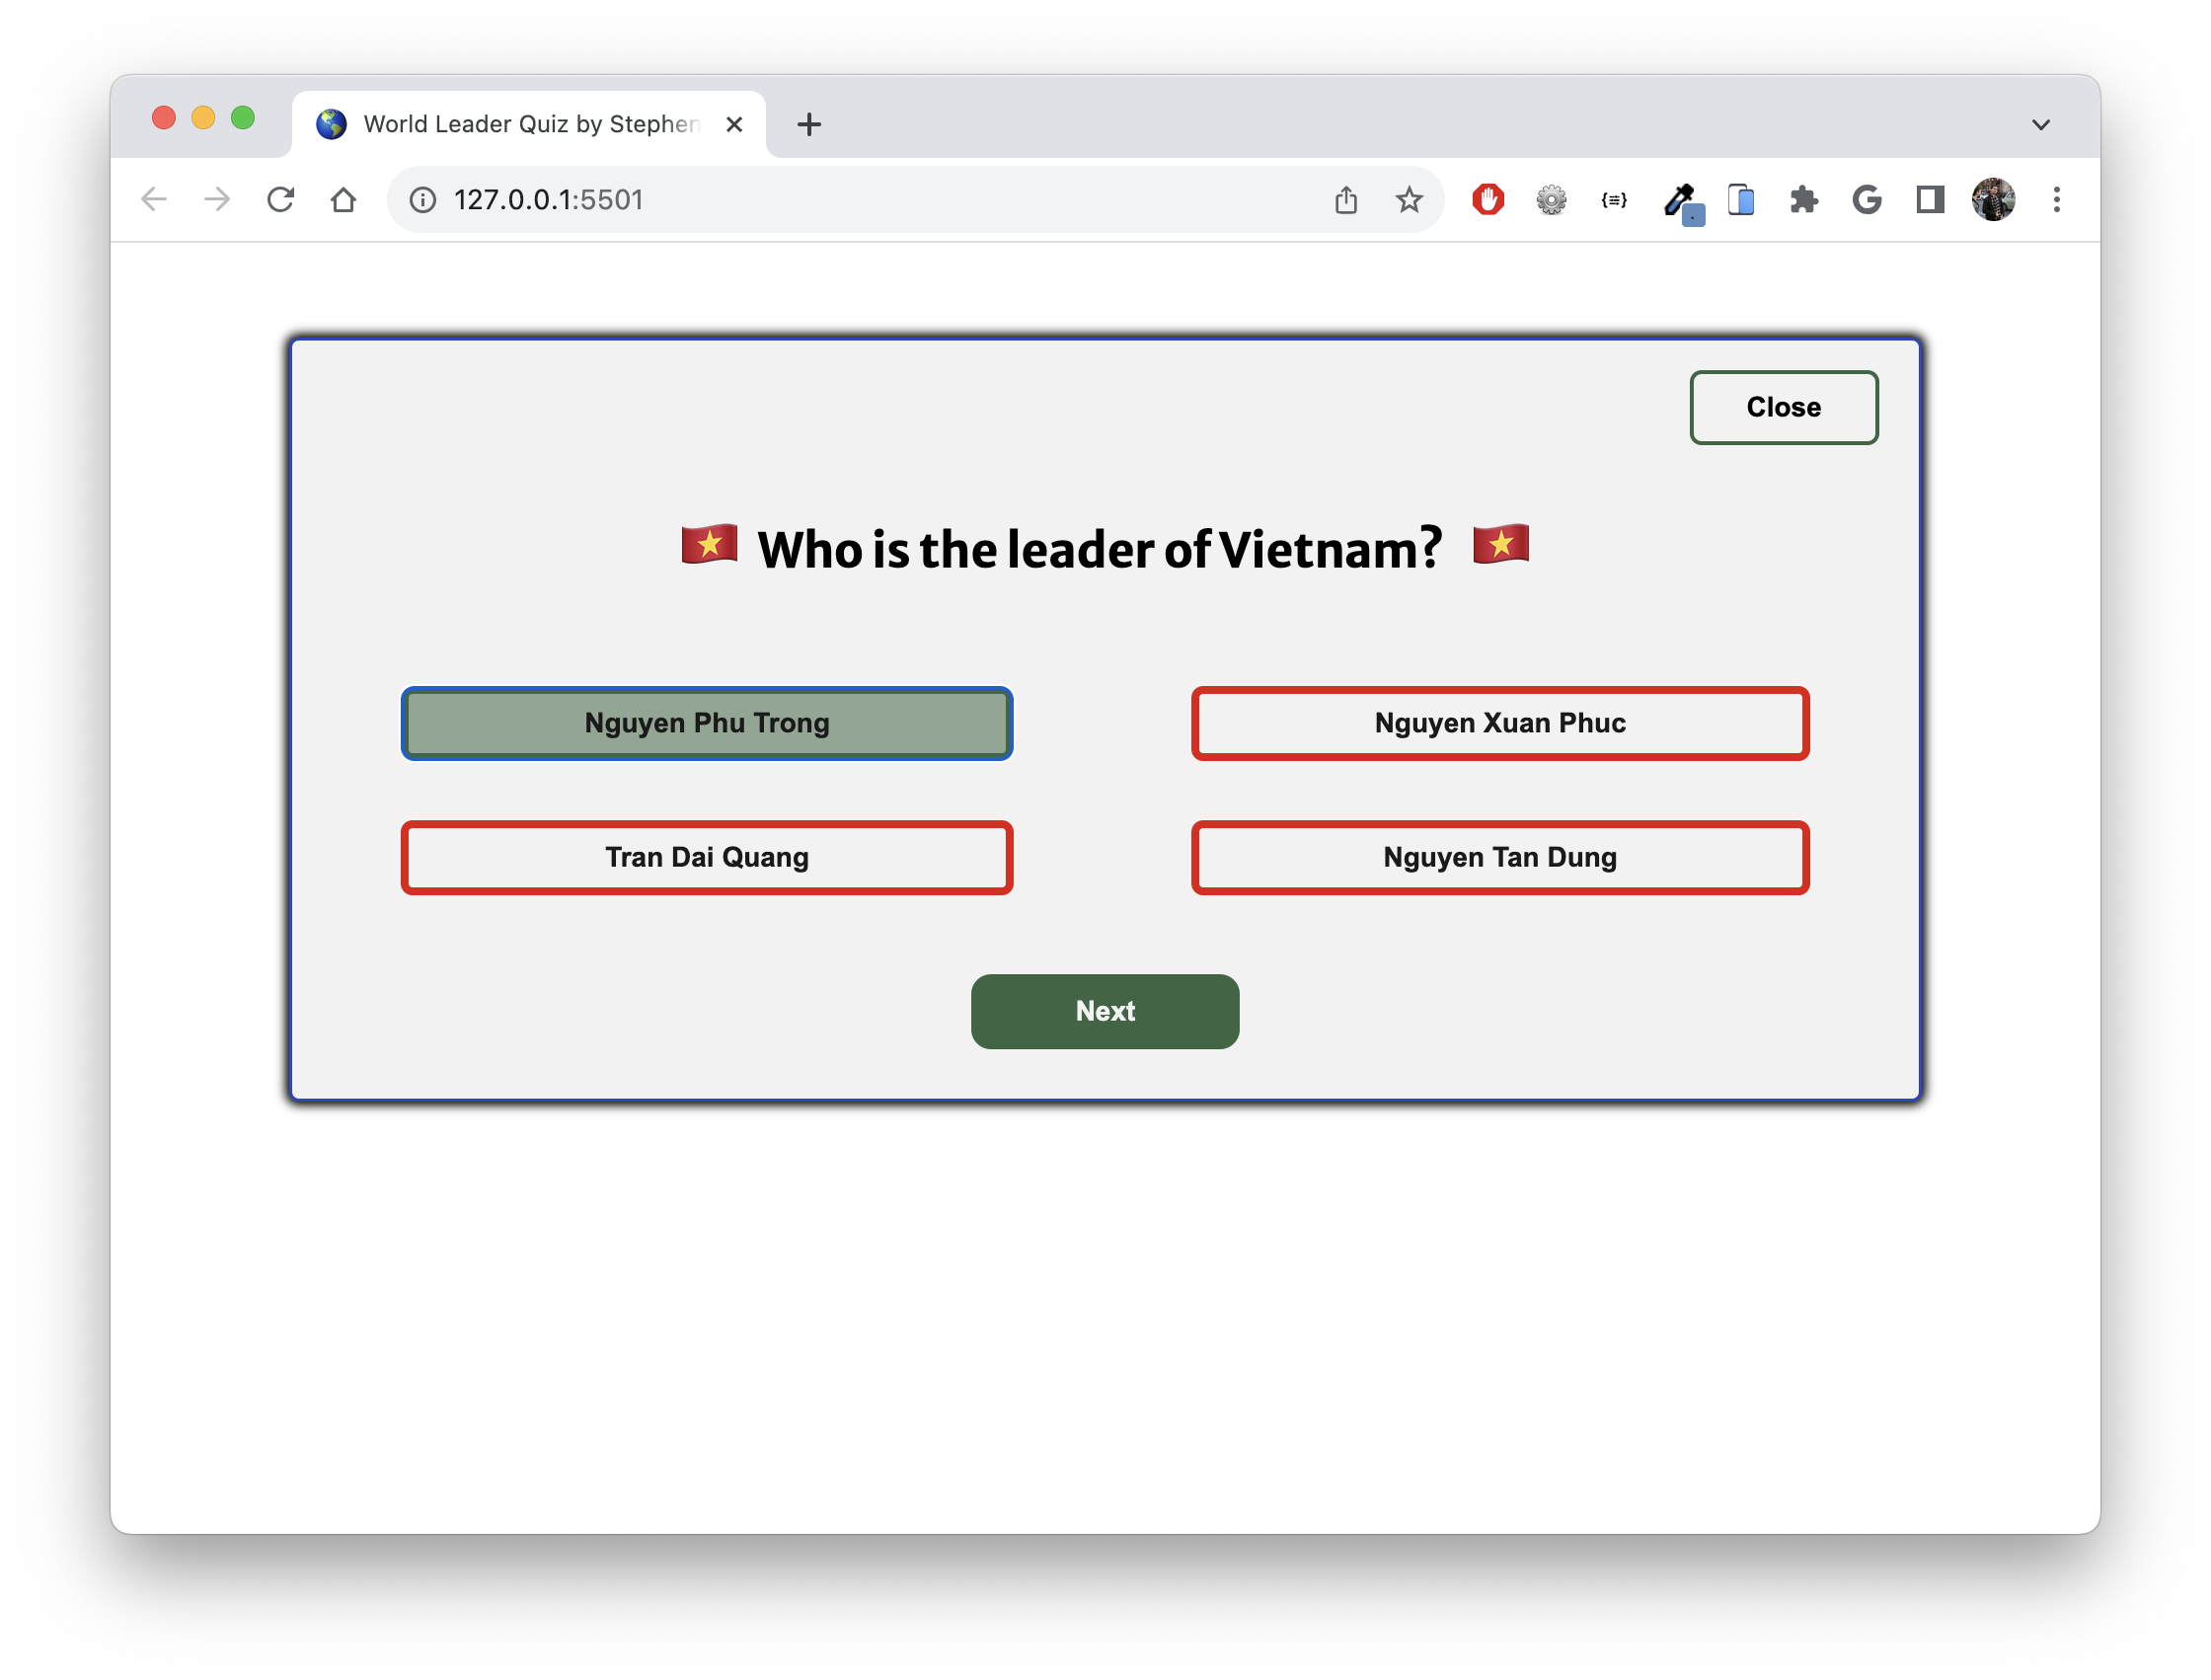 World Leader Quiz by Stephen
127.0.0.1:5501
Close
Who is the leader of Vietnam?
Nguyen Phu Trong
Nguyen Xuan Phuc
Tran Dai Quang
Nguyen Tan Dung
Next